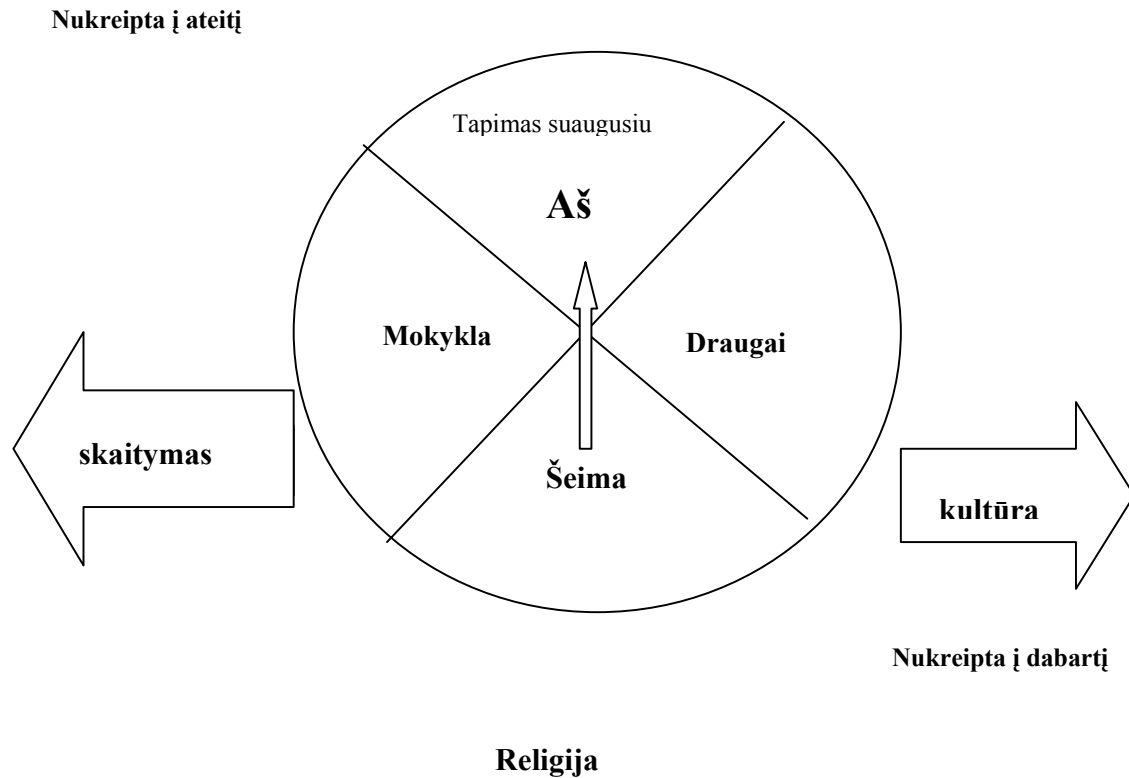 Nukreipta į ateitį
Tapimas suaugusiu
Aš
Mokykla
Draugai
skaitymas
Šeima
kultūra
Nukreipta į dabartį
Religija